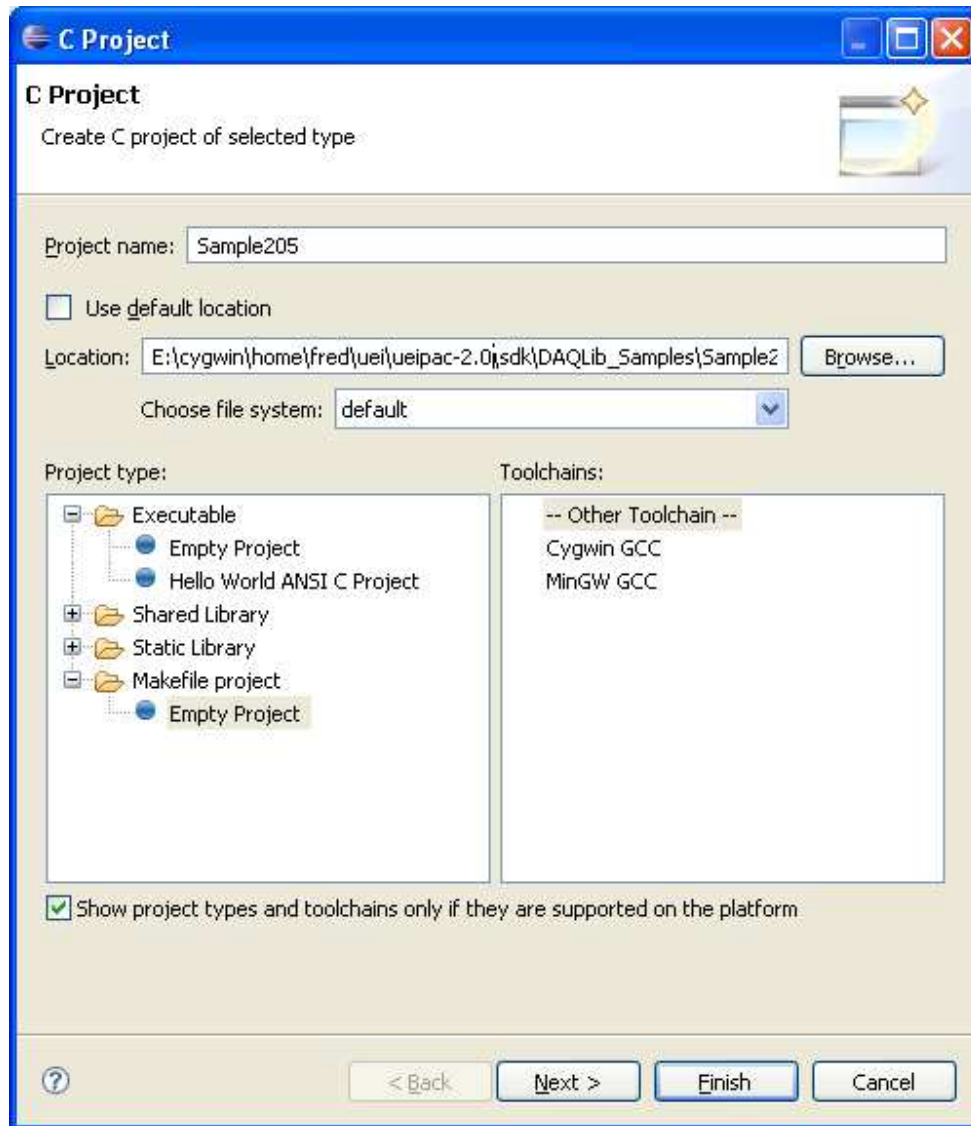 C Project
C Project
Create C project of selected type
Project name: Sample205
Use default location
Location: E:\cygwin\home\fred\uei\ueipac-2.0\sdk\DAQLib_Samples\Sample2 Browse...
Choose file system: default
Project type: Toolchains:
Executable -- Other Toolchain --
Empty Project Cygwin GCC
Hello World ANSI C Project MinGW GCC
Shared Library
Static Library
Makefile project
Empty Project
Show project types and toolchains only if they are supported on the platform
? < Back Next > Finish Cancel